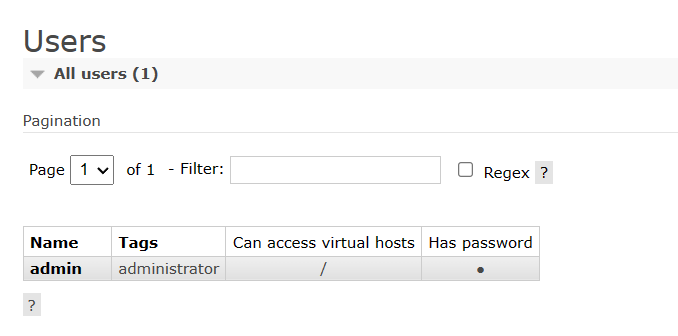 Users
All users (1)
Pagination
Page 1 of 1 - Filter: Regex ?
Name Tags Can access virtual hosts Has password
admin administrator / ●
?